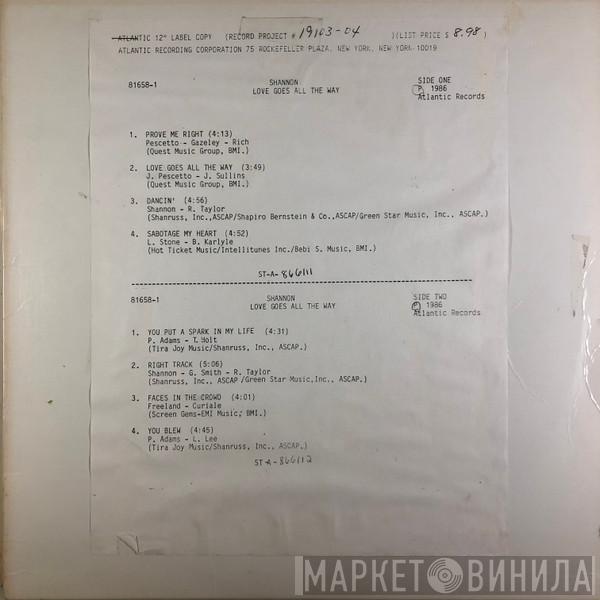 ATLANTIC 12" LABEL COPY (RECORD PROJECT # 19103-04 )(LIST PRICE $ 8.98 )
ATLANTIC RECORDING CORPORATION 75 ROCKEFELLER PLAZA, NEW YORK, NEW YORK 10019
81658-1 SHANNON SIDE ONE
LOVE GOES ALL THE WAY Ⓟ 1986
Atlantic Records
1. PROVE ME RIGHT (4:13)
Pescetto - Gazeley - Rich
(Quest Music Group, BMI.)
2. LOVE GOES ALL THE WAY (3:49)
J. Pescetto - J. Sullins
(Quest Music Group, BMI.)
3. DANCIN' (4:56)
Shannon - R. Taylor
(Shanruss, Inc.,ASCAP/Shapiro Bernstein & Co.,ASCAP/Green Star Music, Inc., ASCAP.)
4. SABOTAGE MY HEART (4:52)
L. Stone - B. Karlyle
(Hot Ticket Music/Intellitunes Inc./Bebi S. Music, BMI.)
ST-A-866111
81658-1 SHANNON SIDE TWO
LOVE GOES ALL THE WAY Ⓟ 1986
Atlantic Records
1. YOU PUT A SPARK IN MY LIFE (4:31)
P. Adams - T. Holt
(Tira Joy Music/Shanruss, Inc., ASCAP.)
2. RIGHT TRACK (5:06)
Shannon - G. Smith - R. Taylor
(Shanruss, Inc., ASCAP /Green Star Music,Inc., ASCAP.)
3. FACES IN THE CROWD (4:01)
Freeland - Curiale
(Screen Gems-EMI Music, BMI.)
4. YOU BLEW (4:45)
P. Adams - L. Lee
(Tira Joy Music/Shanruss, Inc., ASCAP.)
ST-A-866112
МАРКЕТ ВИНИЛА